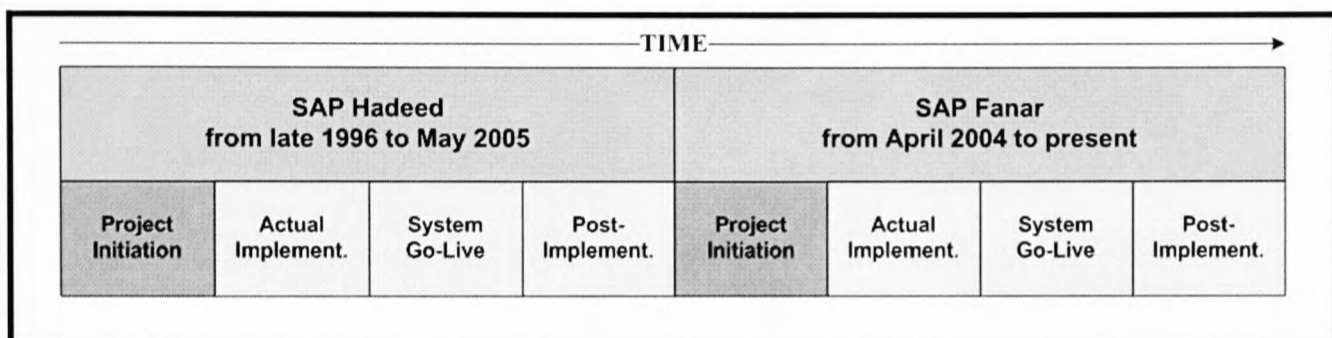 TIME
SAP Hadeed
from late 1996 to May 2005
SAP Fanar
from April 2004 to present
Project
Initiation
Actual
Implement.
System
Go-Live
Post-
Implement.
Project
Initiation
Actual
Implement.
System
Go-Live
Post-
Implement.